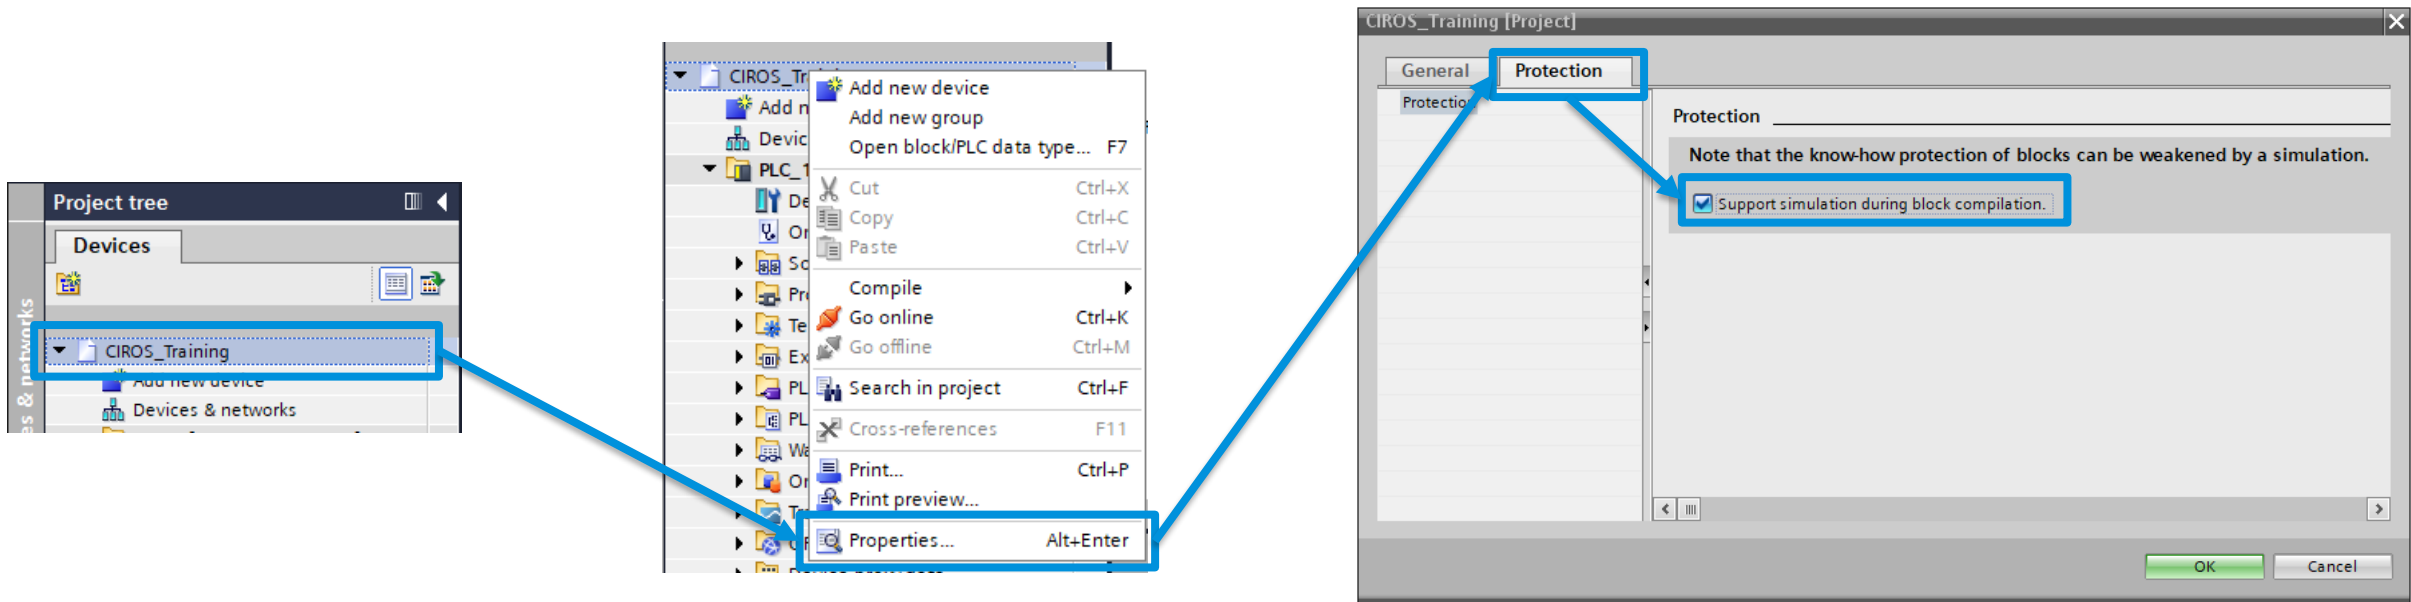 Project tree
Devices
es & networks
CIROS_Training
Add new device
Devices & networks
CIROS_Tr
Add n
Devic
PLC_1
De
Or
Sc
Pr
Te
Ex
PL
PL
Wa
Or
Tr
Add new device
Add new group
Open block/PLC data type... F7
Cut Ctrl+X
Copy Ctrl+C
Paste Ctrl+V
Compile
Go online Ctrl+K
Go offline Ctrl+M
Search in project Ctrl+F
Cross-references F11
Print... Ctrl+P
Print preview...
Properties... Alt+Enter
CIROS_Training [Project]
General Protection
Protection
Protection
Note that the know-how protection of blocks can be weakened by a simulation.
Support simulation during block compilation.
OK Cancel